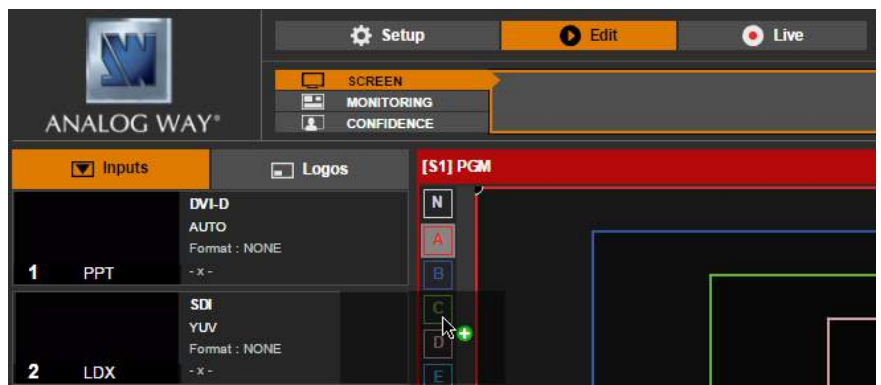 Setup
Edit
Live
SCREEN
MONITORING
CONFIDENCE
ANALOG WAY®
Inputs
Logos
[S1] PGM
DVI-D
AUTO
Format : NONE
- x -
1 PPT
SDI
YUV
Format : NONE
- x -
2 LDX
N
A
B
C
D
E